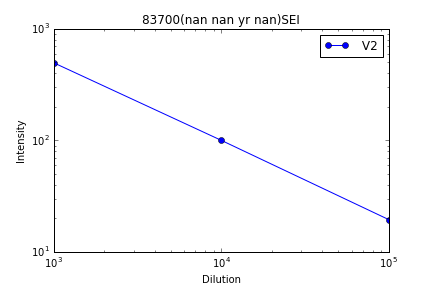 83700(nan nan yr nan)SEI
10³
V2
10²
Intensity
10¹
10³ 10⁴ 10⁵
Dilution